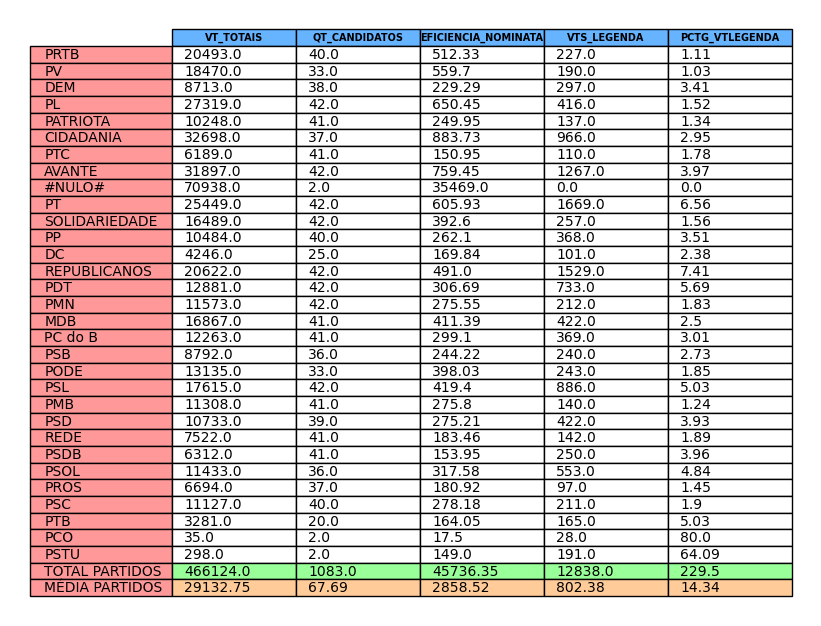 VT_TOTAIS QT_CANDIDATOS EFICIENCIA_NOMINATA VTS_LEGENDA PCTG_VTLEGENDA
PRTB 20493.0 40.0 512.33 227.0 1.11
PV 18470.0 33.0 559.7 190.0 1.03
DEM 8713.0 38.0 229.29 297.0 3.41
PL 27319.0 42.0 650.45 416.0 1.52
PATRIOTA 10248.0 41.0 249.95 137.0 1.34
CIDADANIA 32698.0 37.0 883.73 966.0 2.95
PTC 6189.0 41.0 150.95 110.0 1.78
AVANTE 31897.0 42.0 759.45 1267.0 3.97
#NULO# 70938.0 2.0 35469.0 0.0 0.0
PT 25449.0 42.0 605.93 1669.0 6.56
SOLIDARIEDADE 16489.0 42.0 392.6 257.0 1.56
PP 10484.0 40.0 262.1 368.0 3.51
DC 4246.0 25.0 169.84 101.0 2.38
REPUBLICANOS 20622.0 42.0 491.0 1529.0 7.41
PDT 12881.0 42.0 306.69 733.0 5.69
PMN 11573.0 42.0 275.55 212.0 1.83
MDB 16867.0 41.0 411.39 422.0 2.5
PC do B 12263.0 41.0 299.1 369.0 3.01
PSB 8792.0 36.0 244.22 240.0 2.73
PODE 13135.0 33.0 398.03 243.0 1.85
PSL 17615.0 42.0 419.4 886.0 5.03
PMB 11308.0 41.0 275.8 140.0 1.24
PSD 10733.0 39.0 275.21 422.0 3.93
REDE 7522.0 41.0 183.46 142.0 1.89
PSDB 6312.0 41.0 153.95 250.0 3.96
PSOL 11433.0 36.0 317.58 553.0 4.84
PROS 6694.0 37.0 180.92 97.0 1.45
PSC 11127.0 40.0 278.18 211.0 1.9
PTB 3281.0 20.0 164.05 165.0 5.03
PCO 35.0 2.0 17.5 28.0 80.0
PSTU 298.0 2.0 149.0 191.0 64.09
TOTAL PARTIDOS 466124.0 1083.0 45736.35 12838.0 229.5
MÉDIA PARTIDOS 29132.75 67.69 2858.52 802.38 14.34